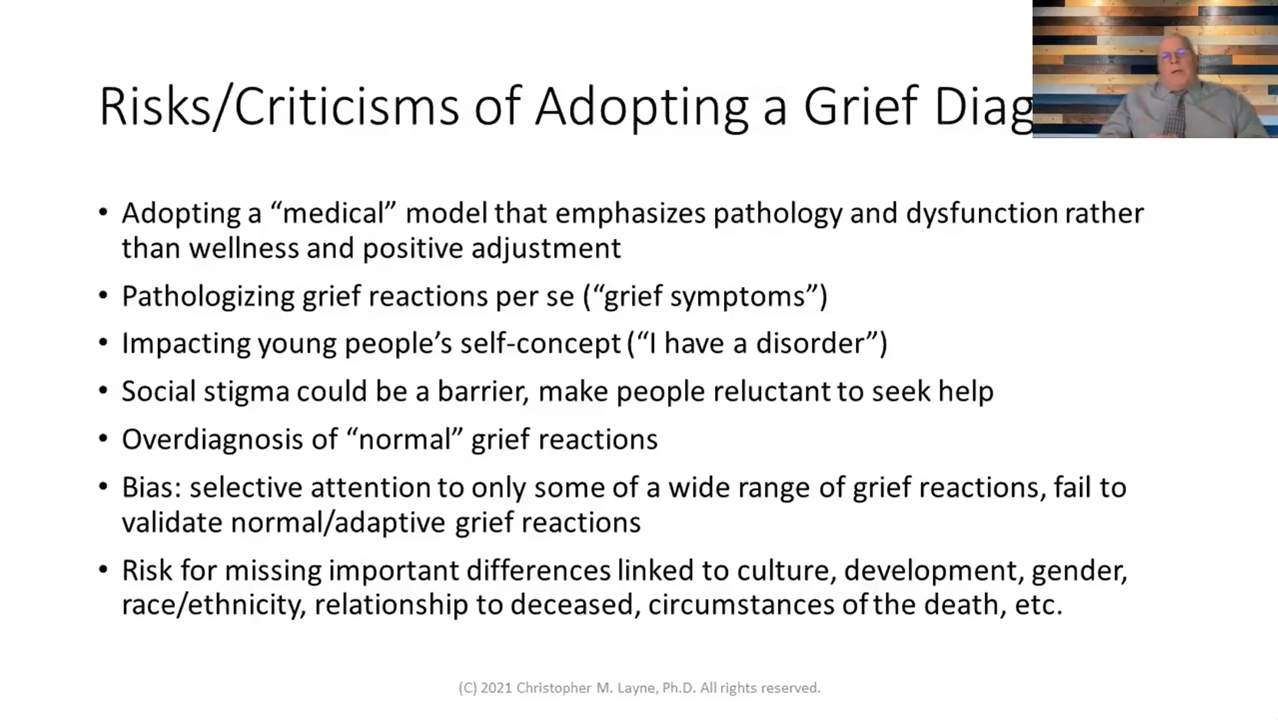 Risks/Criticisms of Adopting a Grief Diag
• Adopting a “medical” model that emphasizes pathology and dysfunction rather
than wellness and positive adjustment
• Pathologizing grief reactions per se (“grief symptoms”)
• Impacting young people’s self-concept (“I have a disorder”)
• Social stigma could be a barrier, make people reluctant to seek help
• Overdiagnosis of “normal” grief reactions
• Bias: selective attention to only some of a wide range of grief reactions, fail to
validate normal/adaptive grief reactions
• Risk for missing important differences linked to culture, development, gender,
race/ethnicity, relationship to deceased, circumstances of the death, etc.
(C) 2021 Christopher M. Layne, Ph.D. All rights reserved.